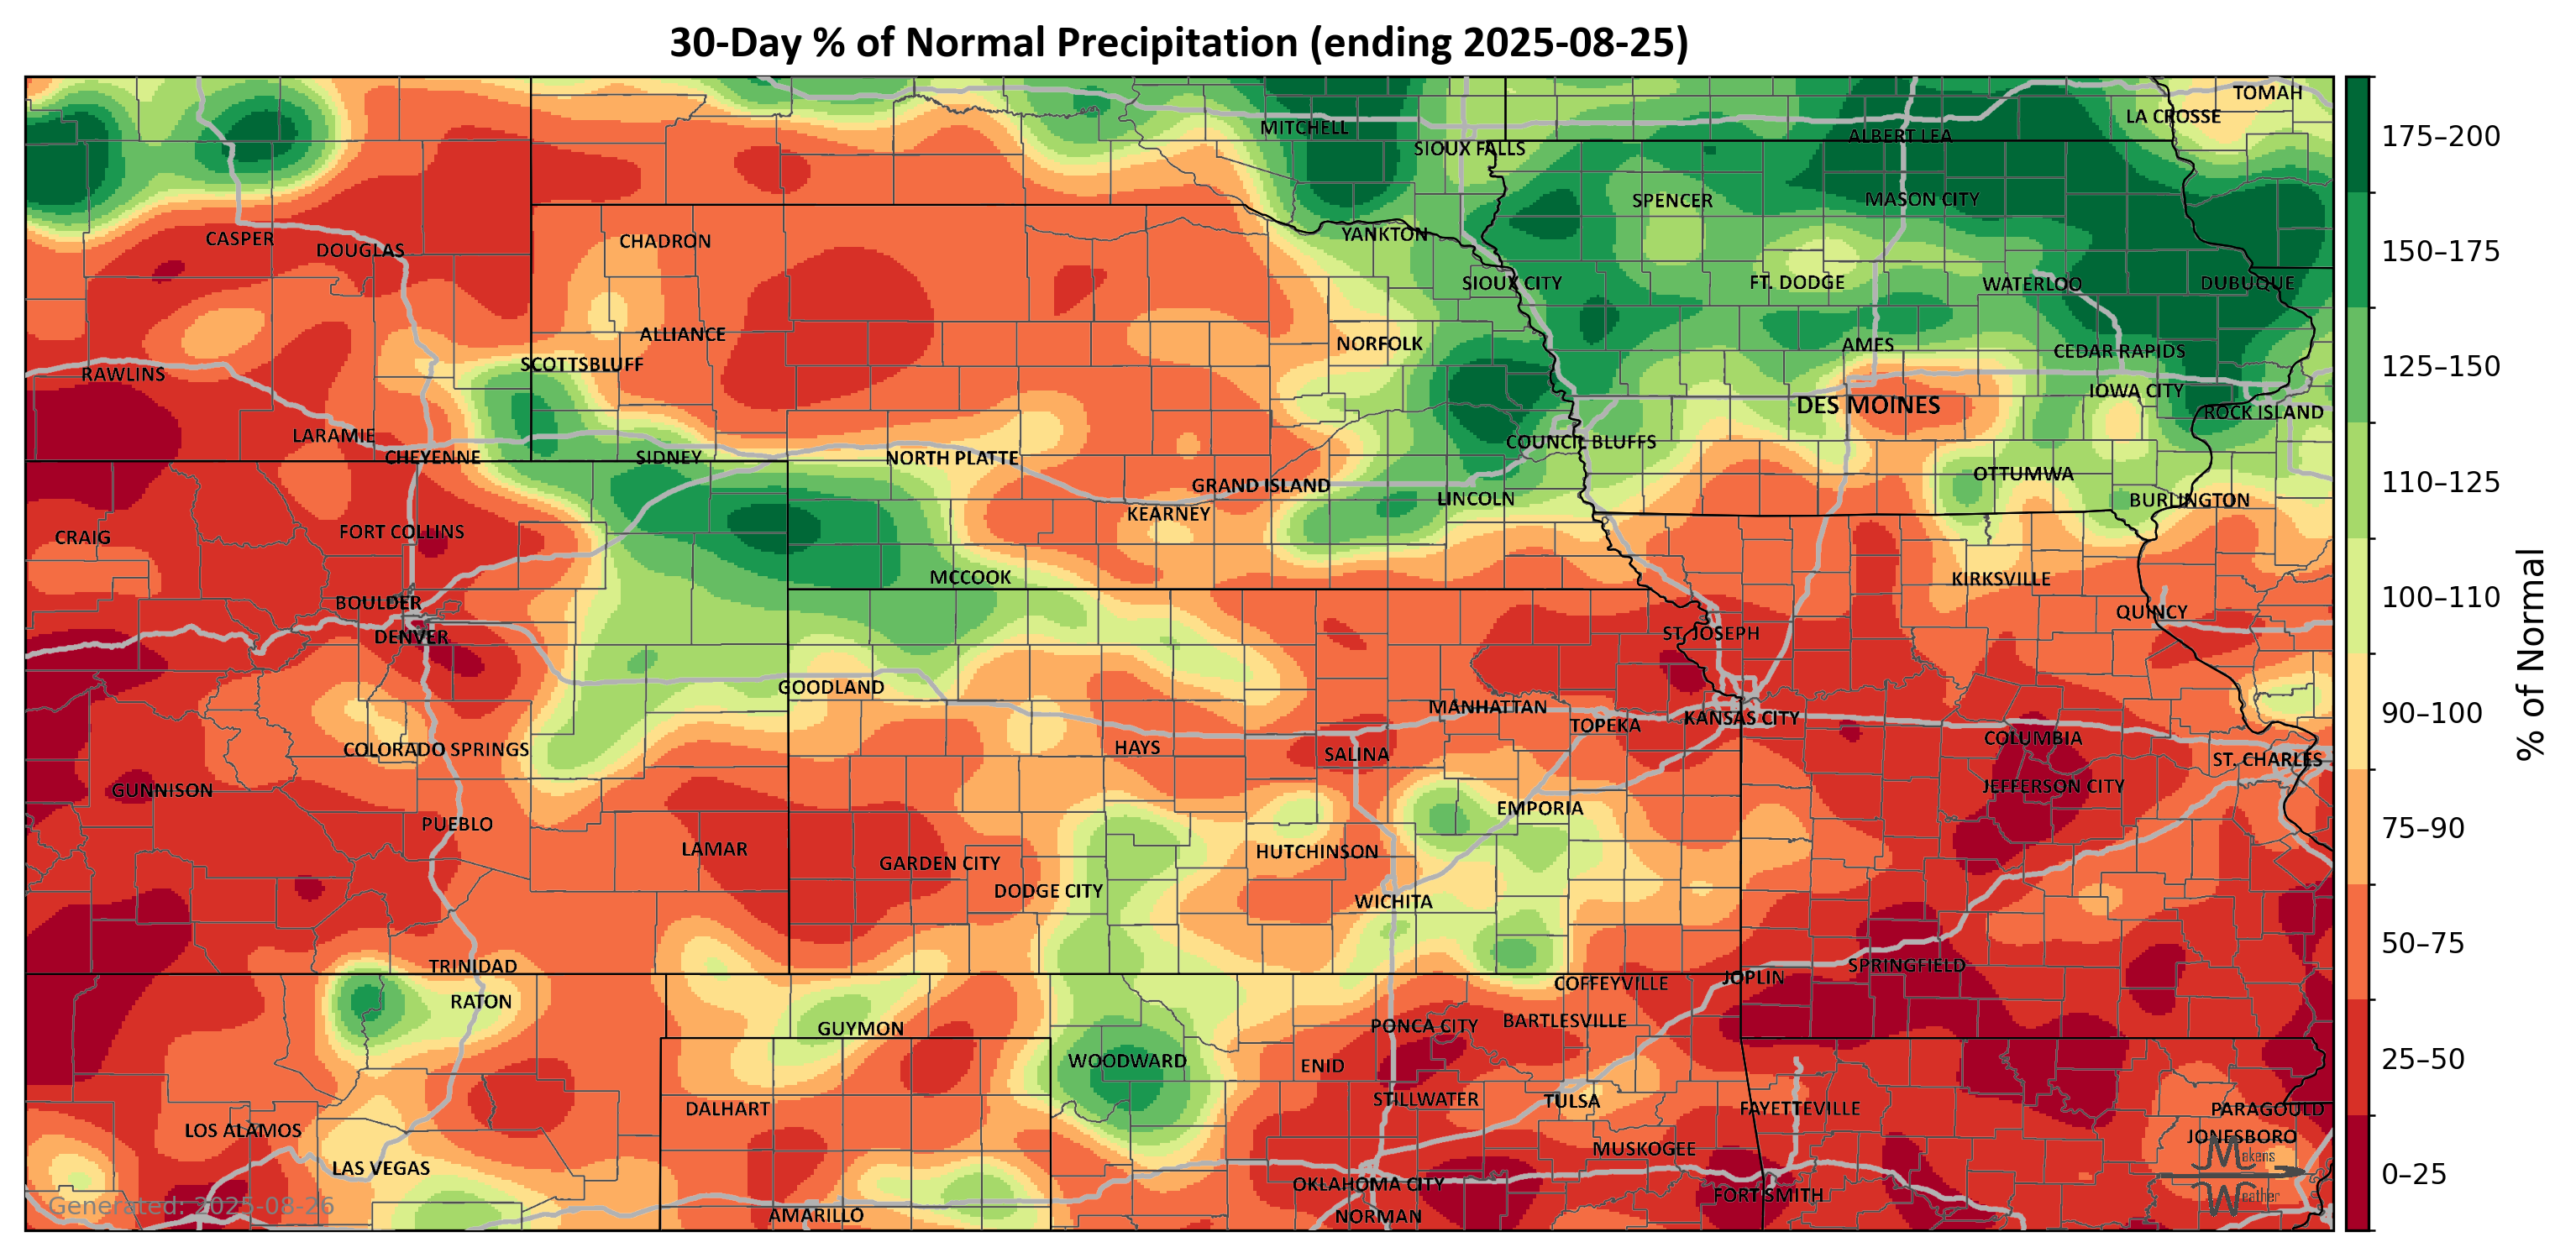 30-Day % of Normal Precipitation (ending 2025-08-25)
TOMAH
LA CROSSE
MITCHELL
ALBERT LEA
SIOUX FALLS
SPENCER
MASON CITY
CASPER
DOUGLAS
CHADRON
YANKTON
SIOUX CITY
FT. DODGE
WATERLOO
DUBUQUE
ALLIANCE
NORFOLK
AMES
CEDAR RAPIDS
SCOTTSBLUFF
RAWLINS
IOWA CITY
DES MOINES
ROCK ISLAND
LARAMIE
COUNCIL BLUFFS
CHEYENNE
SIDNEY
NORTH PLATTE
OTTUMWA
GRAND ISLAND
LINCOLN
BURLINGTON
KEARNEY
CRAIG
FORT COLLINS
MCCOOK
KIRKSVILLE
BOULDER
QUINCY
DENVER
ST. JOSEPH
GOODLAND
MANHATTAN
TOPEKA
KANSAS CITY
COLORADO SPRINGS
HAYS
SALINA
COLUMBIA
ST. CHARLES
GUNNISON
JEFFERSON CITY
PUEBLO
EMPORIA
LAMAR
GARDEN CITY
HUTCHINSON
DODGE CITY
WICHITA
TRINIDAD
SPRINGFIELD
JOPLIN
COFFEYVILLE
RATON
GUYMON
PONCA CITY
BARTLESVILLE
WOODWARD
ENID
DALHART
STILLWATER
TULSA
FAYETTEVILLE
PARAGOULD
LOS ALAMOS
JONESBORO
MUSKOGEE
LAS VEGAS
OKLAHOMA CITY
FORT SMITH
AMARILLO
NORMAN
Generated: 2025-08-26
Makens
Weather
175–200
150–175
125–150
110–125
100–110
90–100
75–90
50–75
25–50
0–25
% of Normal